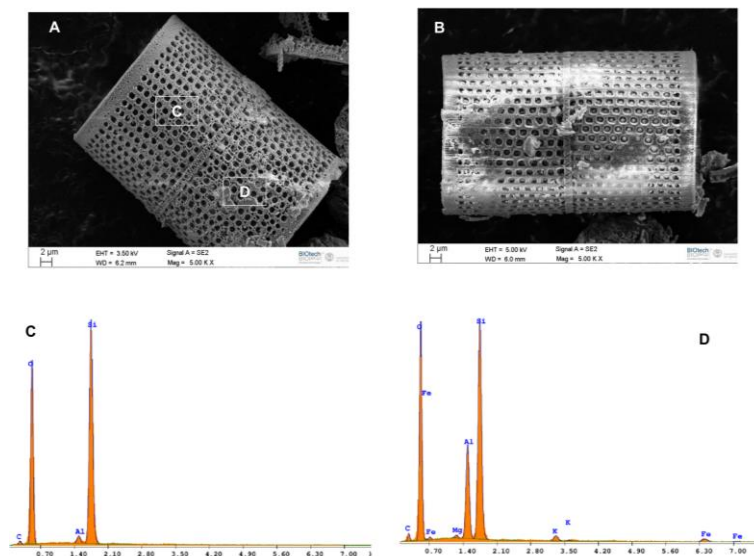 A
C
D
2 µm
EHT = 3.50 kV
Signal A = SE2
WD = 6.2 mm
Mag = 5.00 K X
BIOtech
B
2 µm
EHT = 5.00 kV
Signal A = SE2
WD = 6.0 mm
Mag = 5.00 K X
BIOtech
C
Si
O
C
Al
0.70 1.40 2.10 2.80 3.50 4.20 4.90 5.60 6.30 7.00
D
O
Si
Fe
Al
C
Fe
Mg
K
K
Fe
Fe
0.70 1.40 2.10 2.80 3.50 4.20 4.90 5.60 6.30 7.00